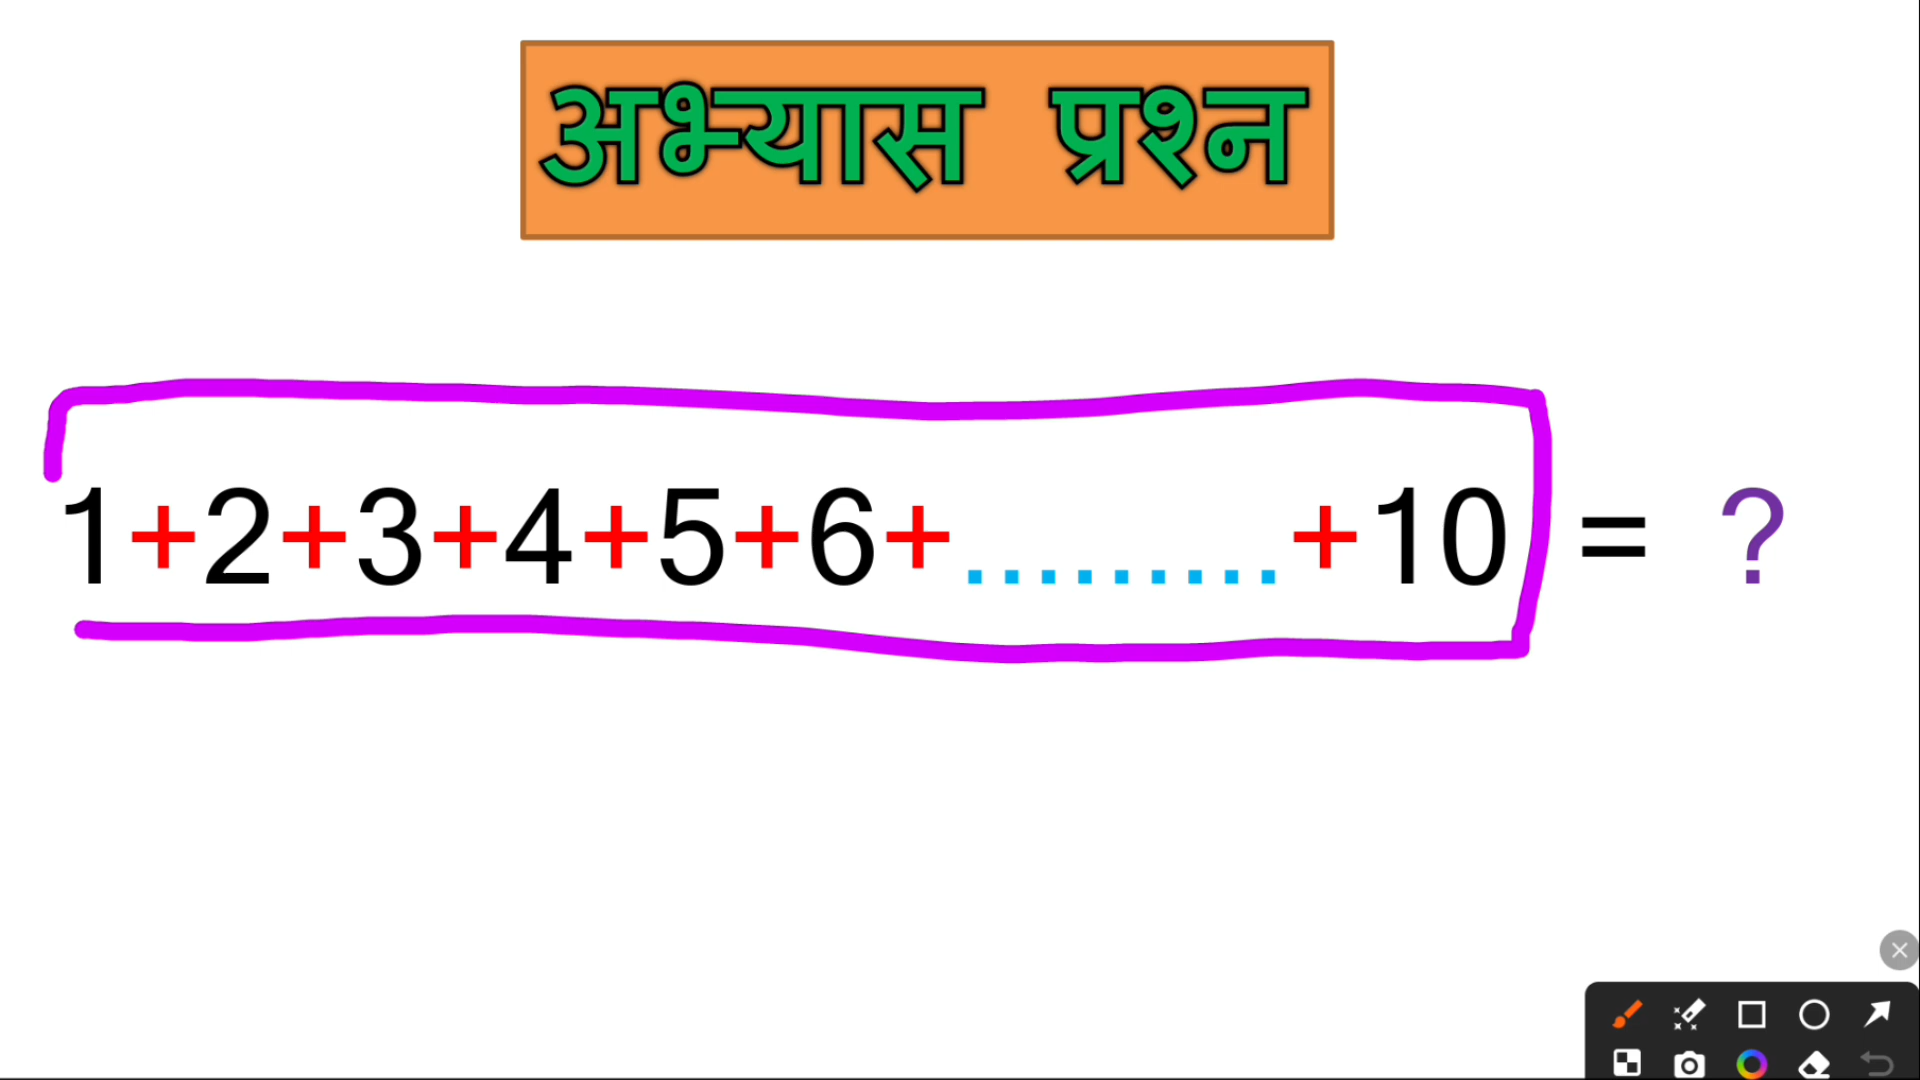 अभ्यास प्रश्न
1+2+3+4+5+6+.........+10 = ?